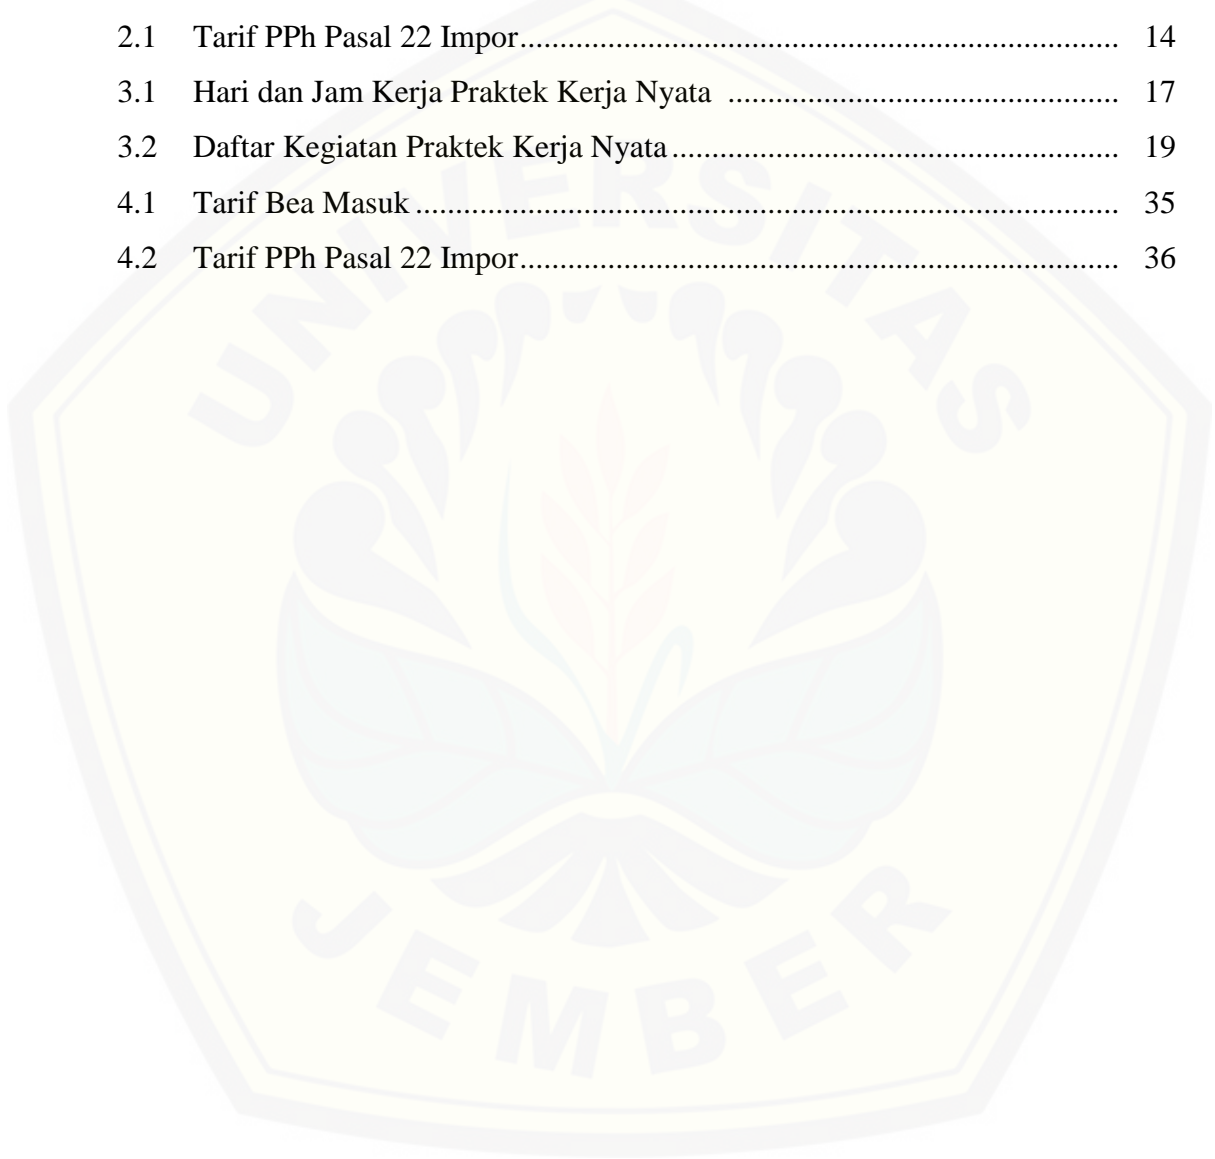 2.1 Tarif PPh Pasal 22 Impor.......................................................................... 14
3.1 Hari dan Jam Kerja Praktek Kerja Nyata ................................................ 17
3.2 Daftar Kegiatan Praktek Kerja Nyata ....................................................... 19
4.1 Tarif Bea Masuk ....................................................................................... 35
4.2 Tarif PPh Pasal 22 Impor.......................................................................... 36
UNIVERSITAS
JEMBER